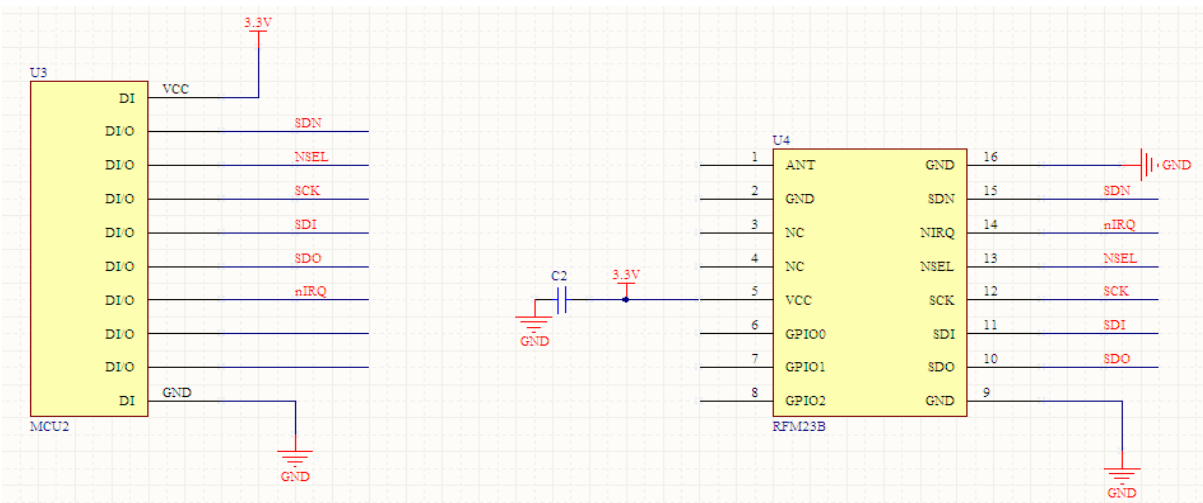 3.3V
U3
DI VCC
DI/O SDN
DI/O NSEL
DI/O SCK
DI/O SDI
DI/O SDO
DI/O nIRQ
DI/O
DI/O
DI GND
MCU2
GND
C2
3.3V
GND
U4
1 ANT GND 16 GND
2 GND SDN 15 SDN
3 NC NIRQ 14 nIRQ
4 NC NSEL 13 NSEL
5 VCC SCK 12 SCK
6 GPIO0 SDI 11 SDI
7 GPIO1 SDO 10 SDO
8 GPIO2 GND 9
RFM23B
GND